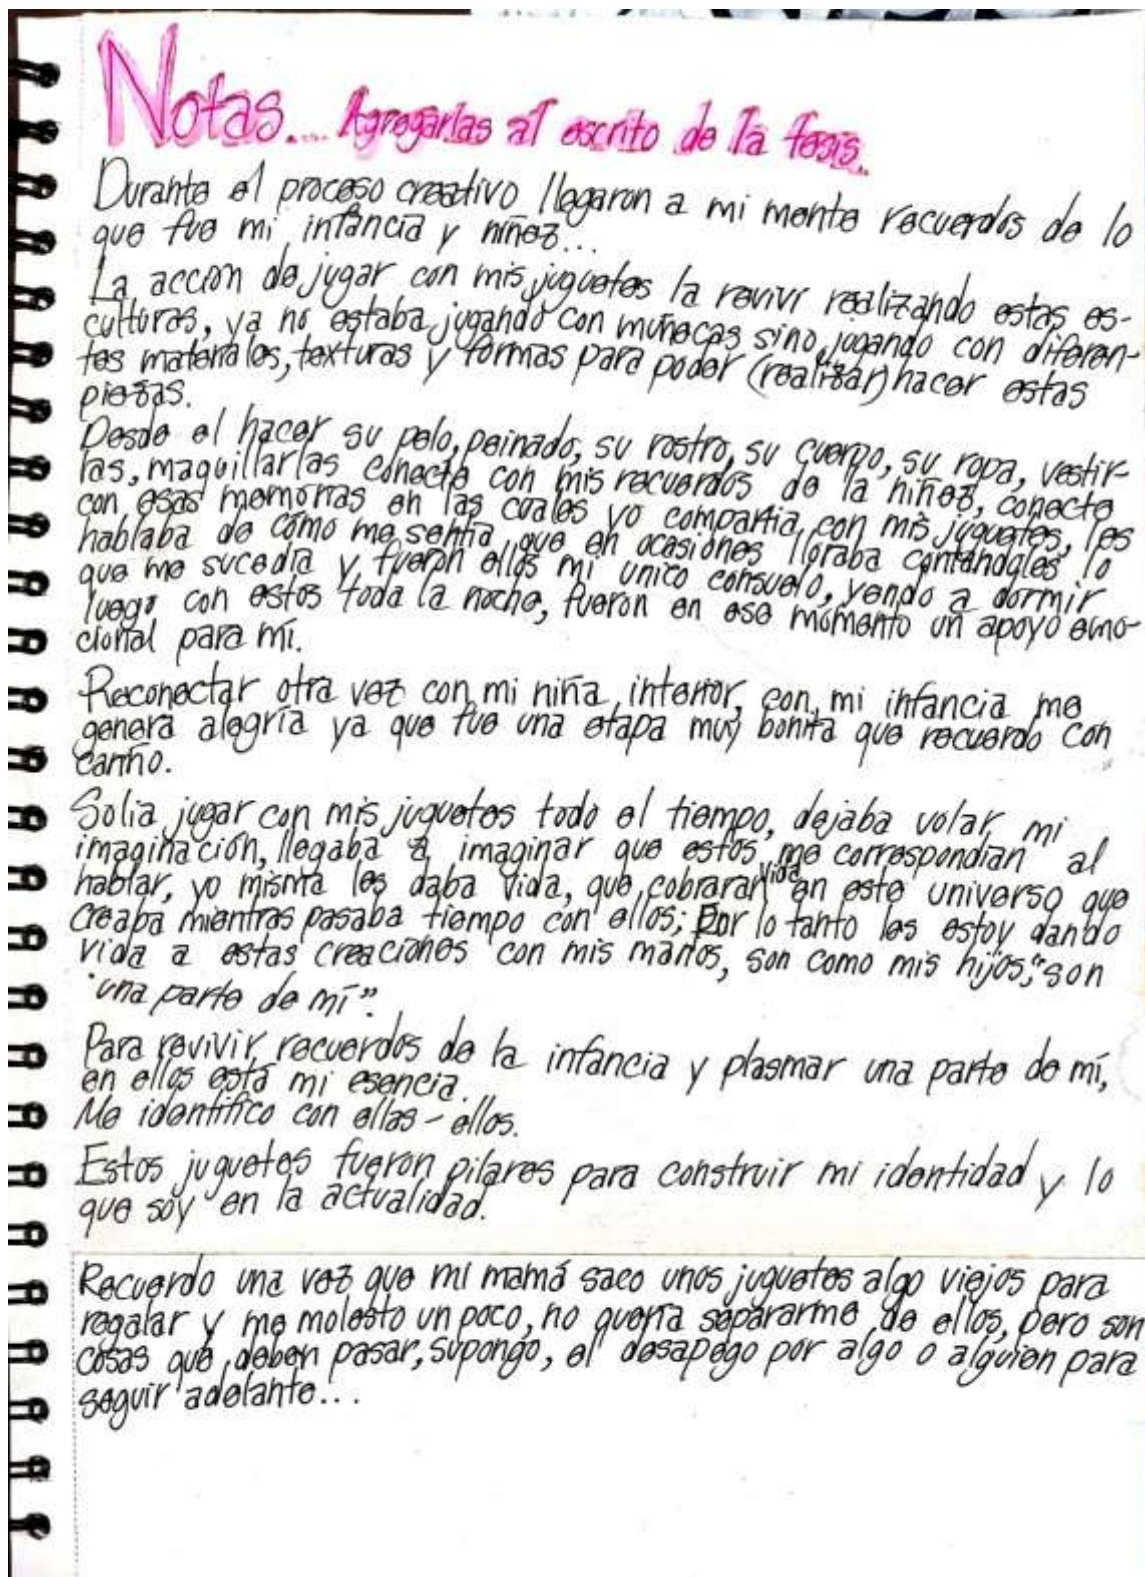 Notas... Agregarlas al escrito de la tesis..
Durante el proceso creativo llegaron a mi mente recuerdos de lo
que fue mi infancia y niñez...
La acción de jugar con mis juguetes la reviví realizando estas es-
culturas, ya no estaba jugando con muñecas sino jugando con diferen-
tes materiales, texturas y formas para poder (realizar) hacer estas
piezas.
Desde el hacer su pelo, peinado, su rostro, su cuerpo, su ropa, vestir-
las, maquillarlas conecte con mis recuerdos de la niñez, conecte
con esas memorias en las cuales yo compartia con mis juguetes, les
hablaba de cómo me sentia, que en ocasiones lloraba contandoles lo
que me sucedía y fueron ellos mi unico consuelo, yendo a dormir
luego con estos toda la noche, fueron en ese momento un apoyo emo-
cional para mí.
Reconectar otra vez con mi niña interior, con mi infancia me
genera alegría ya que fue una etapa muy bonita que recuerdo con
cariño.
Solia jugar con mis juguetes todo el tiempo, dejaba volar mi
imaginación, llegaba a imaginar que estos me correspondían al
hablar, yo misma les daba vida, que cobraran vida en este universo que
creaba mientras pasaba tiempo con ellos; Por lo tanto les estoy dando
vida a estas creaciones con mis manos, son como mis hijos, "son
"una parte de mí".
Para revivir recuerdos de la infancia y plasmar una parte de mí,
en ellos está mi esencia.
Me identifico con ellas - ellos.
Estos juguetes fueron pilares para construir mi identidad y lo
que soy en la actualidad.
Recuerdo una vez que mi mamá saco unos juguetes algo viejos para
regalar y me molesto un poco, no quería separarme de ellos, pero son
cosas que deben pasar, supongo, el desapego por algo o alguien para
seguir adelante...